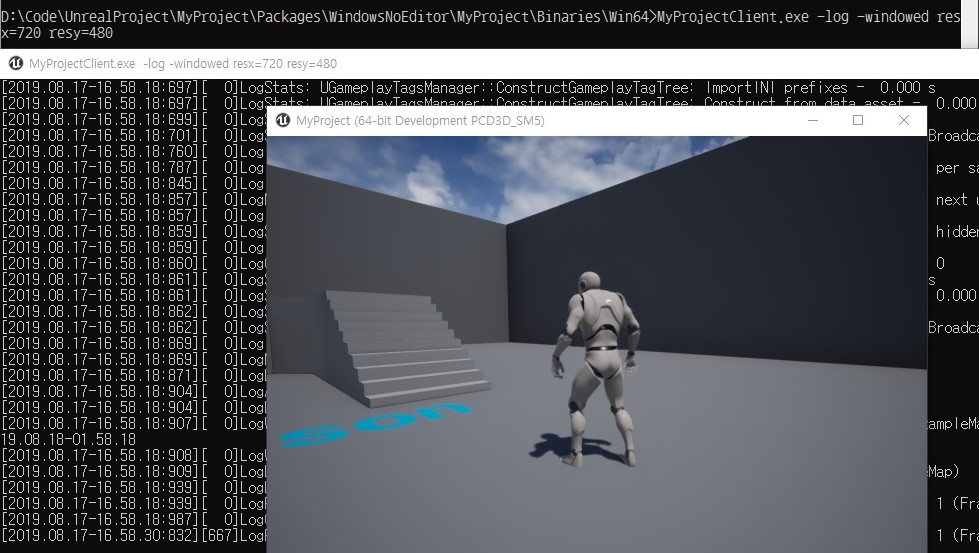 D:\Code\UnrealProject\MyProject\Packages\WindowsNoEditor\MyProject\Binaries\Win64>MyProjectClient.exe -log -windowed res
x=720 resy=480
MyProjectClient.exe -log -windowed resx=720 resy=480
[2019.08.17-16.58.18:697][  0]LogStats: UGameplayTagsManager::ConstructGameplayTagTree: ImportINI prefixes -  0.000 s
[2019.08.17-16.58.18:697][  0]LogStats: UGameplayTagsManager::ConstructGameplayTagTree: Construct from data asset -  0.000
[2019.08.17-16.58.18:699][  0]LogS
MyProject (64-bit Development PCD3D_SM5)
[2019.08.17-16.58.18:701][  0]Log Broadca
[2019.08.17-16.58.18:760][  0]Log
[2019.08.17-16.58.18:787][  0]Log per sa
[2019.08.17-16.58.18:845][  0]Log
[2019.08.17-16.58.18:857][  0]Log next u
[2019.08.17-16.58.18:857][  0]Log
[2019.08.17-16.58.18:859][  0]LogS hidden
[2019.08.17-16.58.18:859][  0]Log
[2019.08.17-16.58.18:860][  0]Log 0
[2019.08.17-16.58.18:861][  0]LogS s
[2019.08.17-16.58.18:861][  0]Log 0.000
[2019.08.17-16.58.18:862][  0]Log
[2019.08.17-16.58.18:862][  0]Log Broadca
[2019.08.17-16.58.18:869][  0]Log
[2019.08.17-16.58.18:869][  0]Log
[2019.08.17-16.58.18:871][  0]Log
[2019.08.17-16.58.18:904][  0]Log
[2019.08.17-16.58.18:904][  0]Log
son
[2019.08.17-16.58.18:907][  0]Log ampleMa
19.08.18-01.58.18
[2019.08.17-16.58.18:908][  0]Log
[2019.08.17-16.58.18:909][  0]Log Map)
[2019.08.17-16.58.18:939][  0]Log
[2019.08.17-16.58.18:939][  0]Log 1 (Fra
[2019.08.17-16.58.18:987][  0]Log
[2019.08.17-16.58.30:832][667]Log 1 (Fra